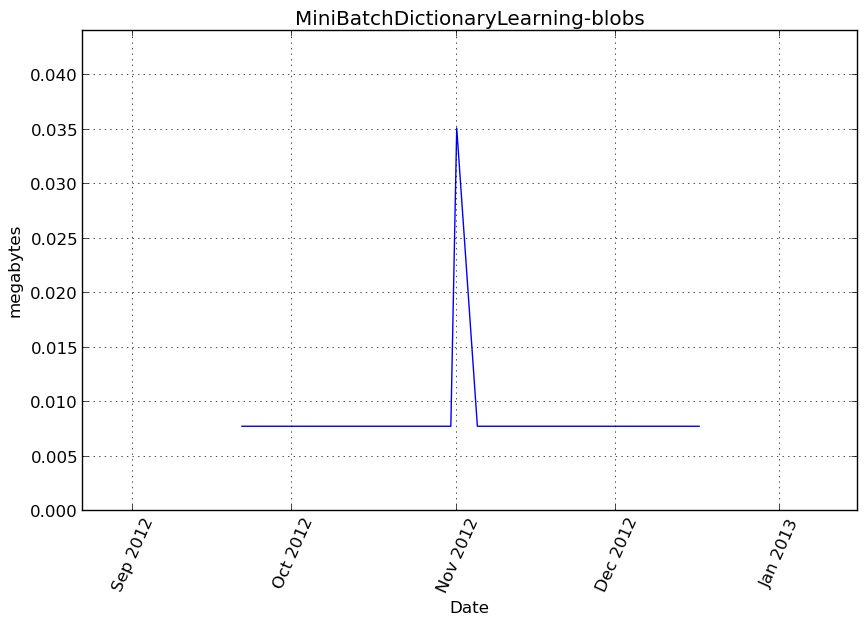 MiniBatchDictionaryLearning-blobs
0.040
0.035
0.030
0.025
0.020
0.015
0.010
0.005
0.000
megabytes
Sep 2012
Oct 2012
Nov 2012
Dec 2012
Jan 2013
Date